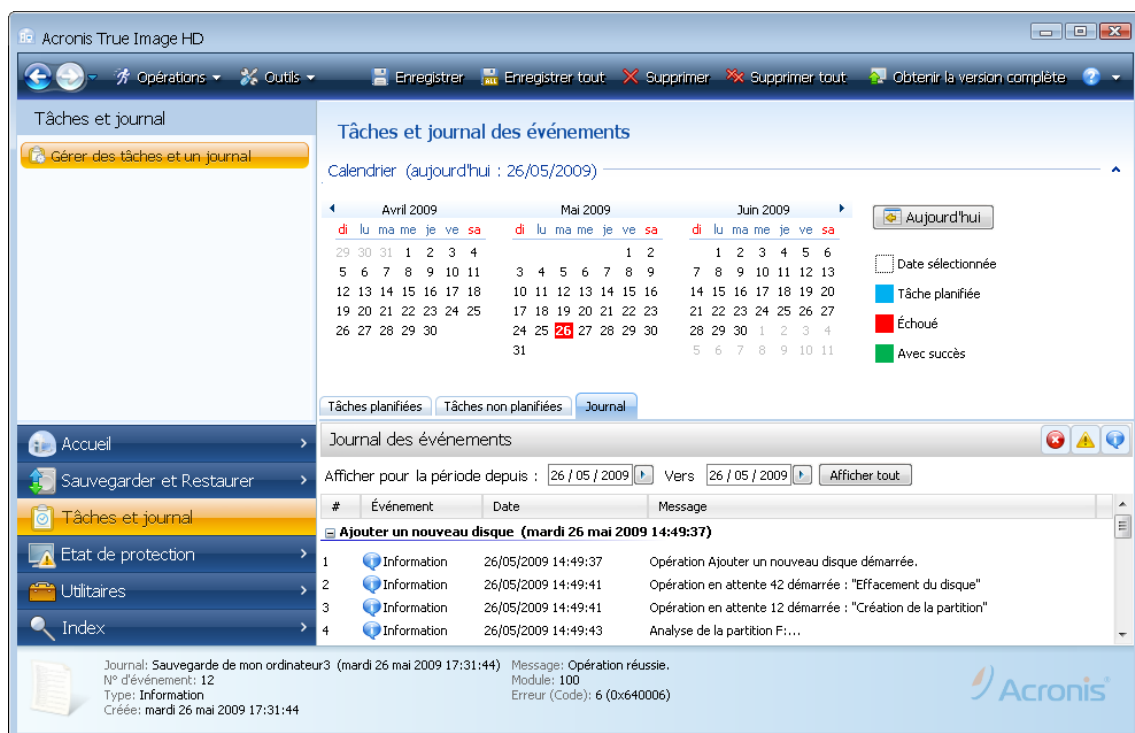 Acronis True Image HD
Opérations Outils Enregistrer Enregistrer tout Supprimer Supprimer tout Obtenir la version complète
Tâches et journal
Gérer des tâches et un journal
Tâches et journal des événements
Calendrier (aujourd'hui : 26/05/2009)
Avril 2009 Mai 2009 Juin 2009
di lu ma me je ve sa di lu ma me je ve sa di lu ma me je ve sa
29 30 31 1 2 3 4 1 2 1 2 3 4 5 6
5 6 7 8 9 10 11 3 4 5 6 7 8 9 7 8 9 10 11 12 13
12 13 14 15 16 17 18 10 11 12 13 14 15 16 14 15 16 17 18 19 20
19 20 21 22 23 24 25 17 18 19 20 21 22 23 21 22 23 24 25 26 27
26 27 28 29 30 24 25 26 27 28 29 30 28 29 30 1 2 3 4
31 5 6 7 8 9 10 11
Aujourd'hui
Date sélectionnée
Tâche planifiée
Échoué
Avec succès
Tâches planifiées Tâches non planifiées Journal
Accueil
Sauvegarder et Restaurer
Tâches et journal
Etat de protection
Utilitaires
Index
Journal des événements
Afficher pour la période depuis : 26 / 05 / 2009 Vers 26 / 05 / 2009 Afficher tout
# Événement Date Message
Ajouter un nouveau disque (mardi 26 mai 2009 14:49:37)
1 Information 26/05/2009 14:49:37 Opération Ajouter un nouveau disque démarrée.
2 Information 26/05/2009 14:49:41 Opération en attente 42 démarrée : "Effacement du disque"
3 Information 26/05/2009 14:49:41 Opération en attente 12 démarrée : "Création de la partition"
4 Information 26/05/2009 14:49:43 Analyse de la partition F:...
Journal: Sauvegarde de mon ordinateur3 (mardi 26 mai 2009 17:31:44)
N° d'événement: 12
Type: Information
Créée: mardi 26 mai 2009 17:31:44
Message: Opération réussie.
Module: 100
Erreur (Code): 6 (0x640006)
Acronis